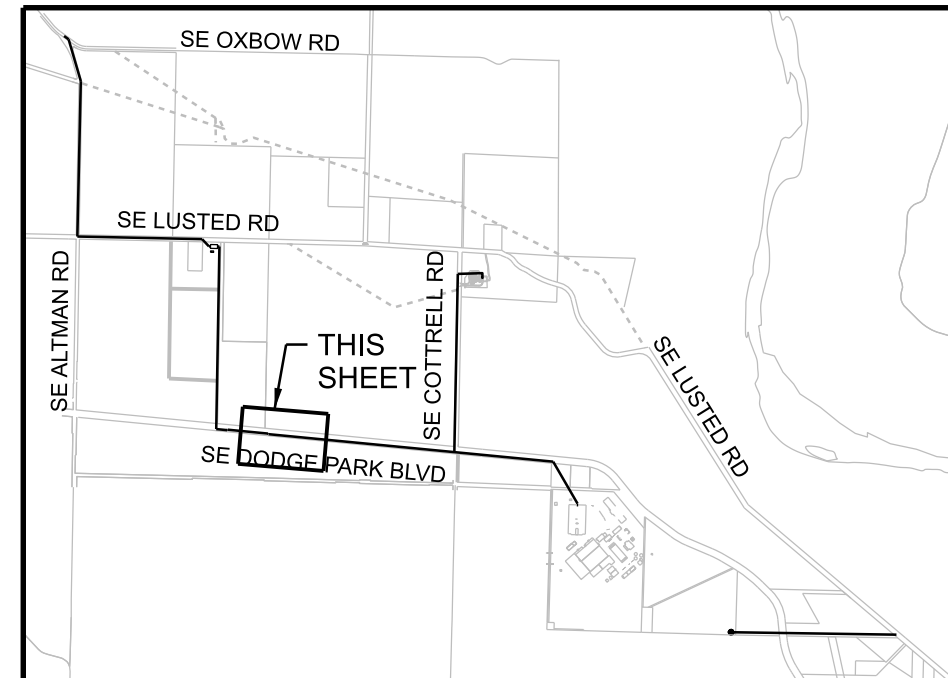 SE OXBOW RD
SE LUSTED RD
SE ALTMAN RD
THIS
SHEET
SE COTTRELL RD
SE LUSTED RD
SE DODGE PARK BLVD